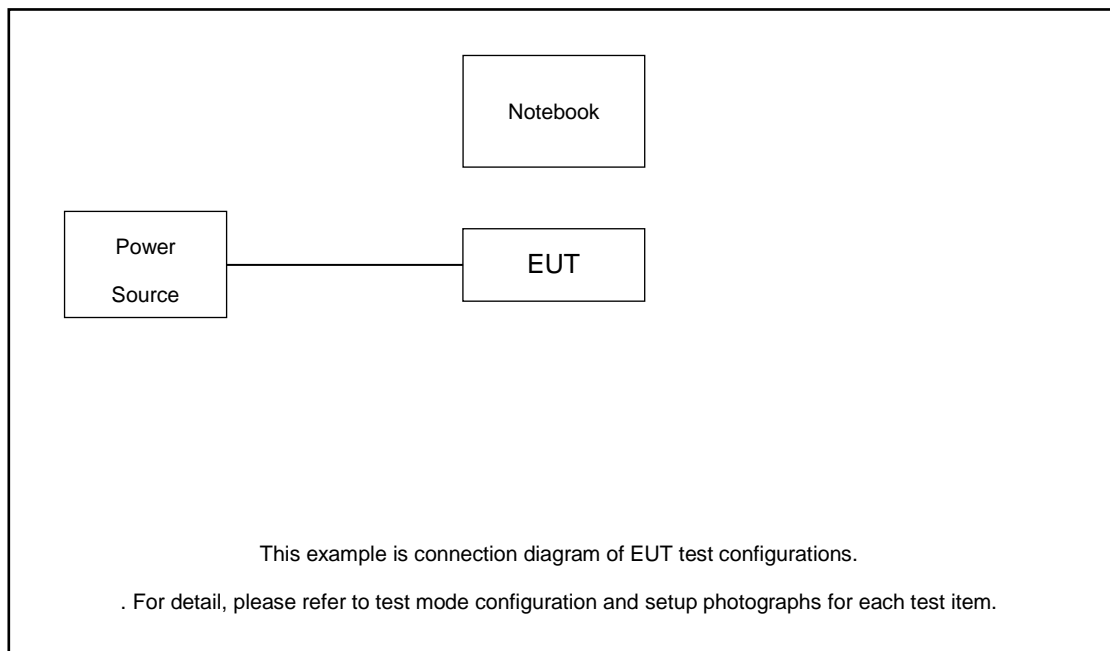 Notebook
Power
Source
EUT
This example is connection diagram of EUT test configurations.
. For detail, please refer to test mode configuration and setup photographs for each test item.